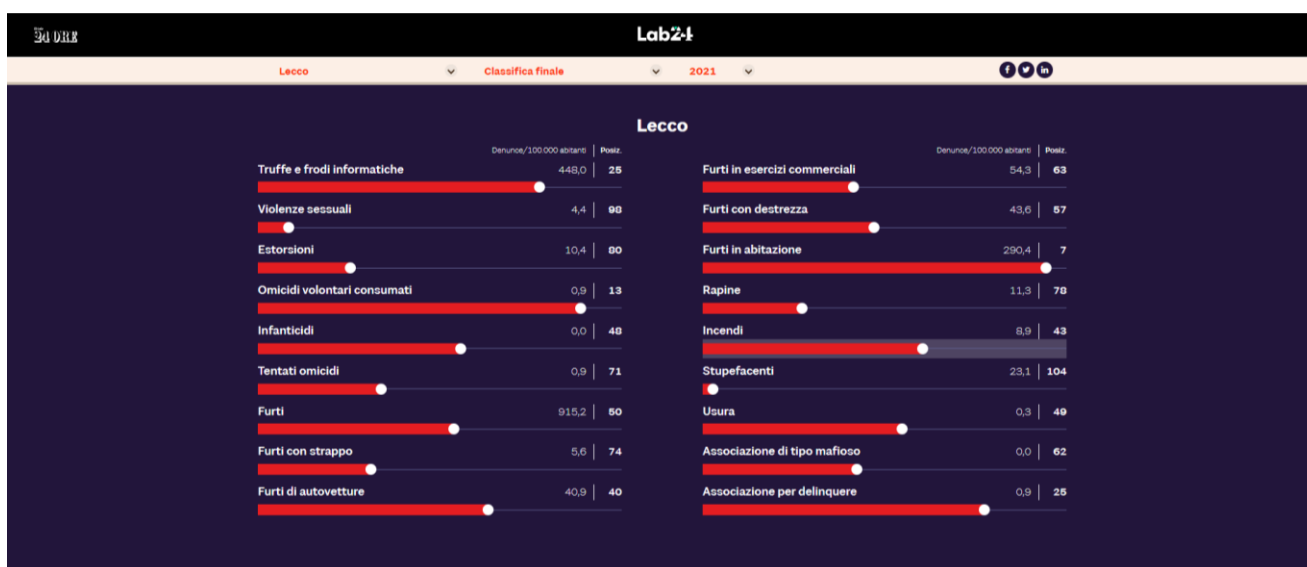 24 ORE
Lab24
Lecco Classifica finale 2021
Lecco
Denunce/100.000 abitanti Posiz.
Truffe e frodi informatiche 448,0 25
Violenze sessuali 4,4 98
Estorsioni 10,4 80
Omicidi volontari consumati 0,9 13
Infanticidi 0,0 48
Tentati omicidi 0,9 71
Furti 915,2 50
Furti con strappo 5,6 74
Furti di autovetture 40,9 40
Denunce/100.000 abitanti Posiz.
Furti in esercizi commerciali 54,3 63
Furti con destrezza 43,6 57
Furti in abitazione 290,4 7
Rapine 11,3 78
Incendi 8,9 43
Stupefacenti 23,1 104
Usura 0,3 49
Associazione di tipo mafioso 0,0 62
Associazione per delinquere 0,9 25